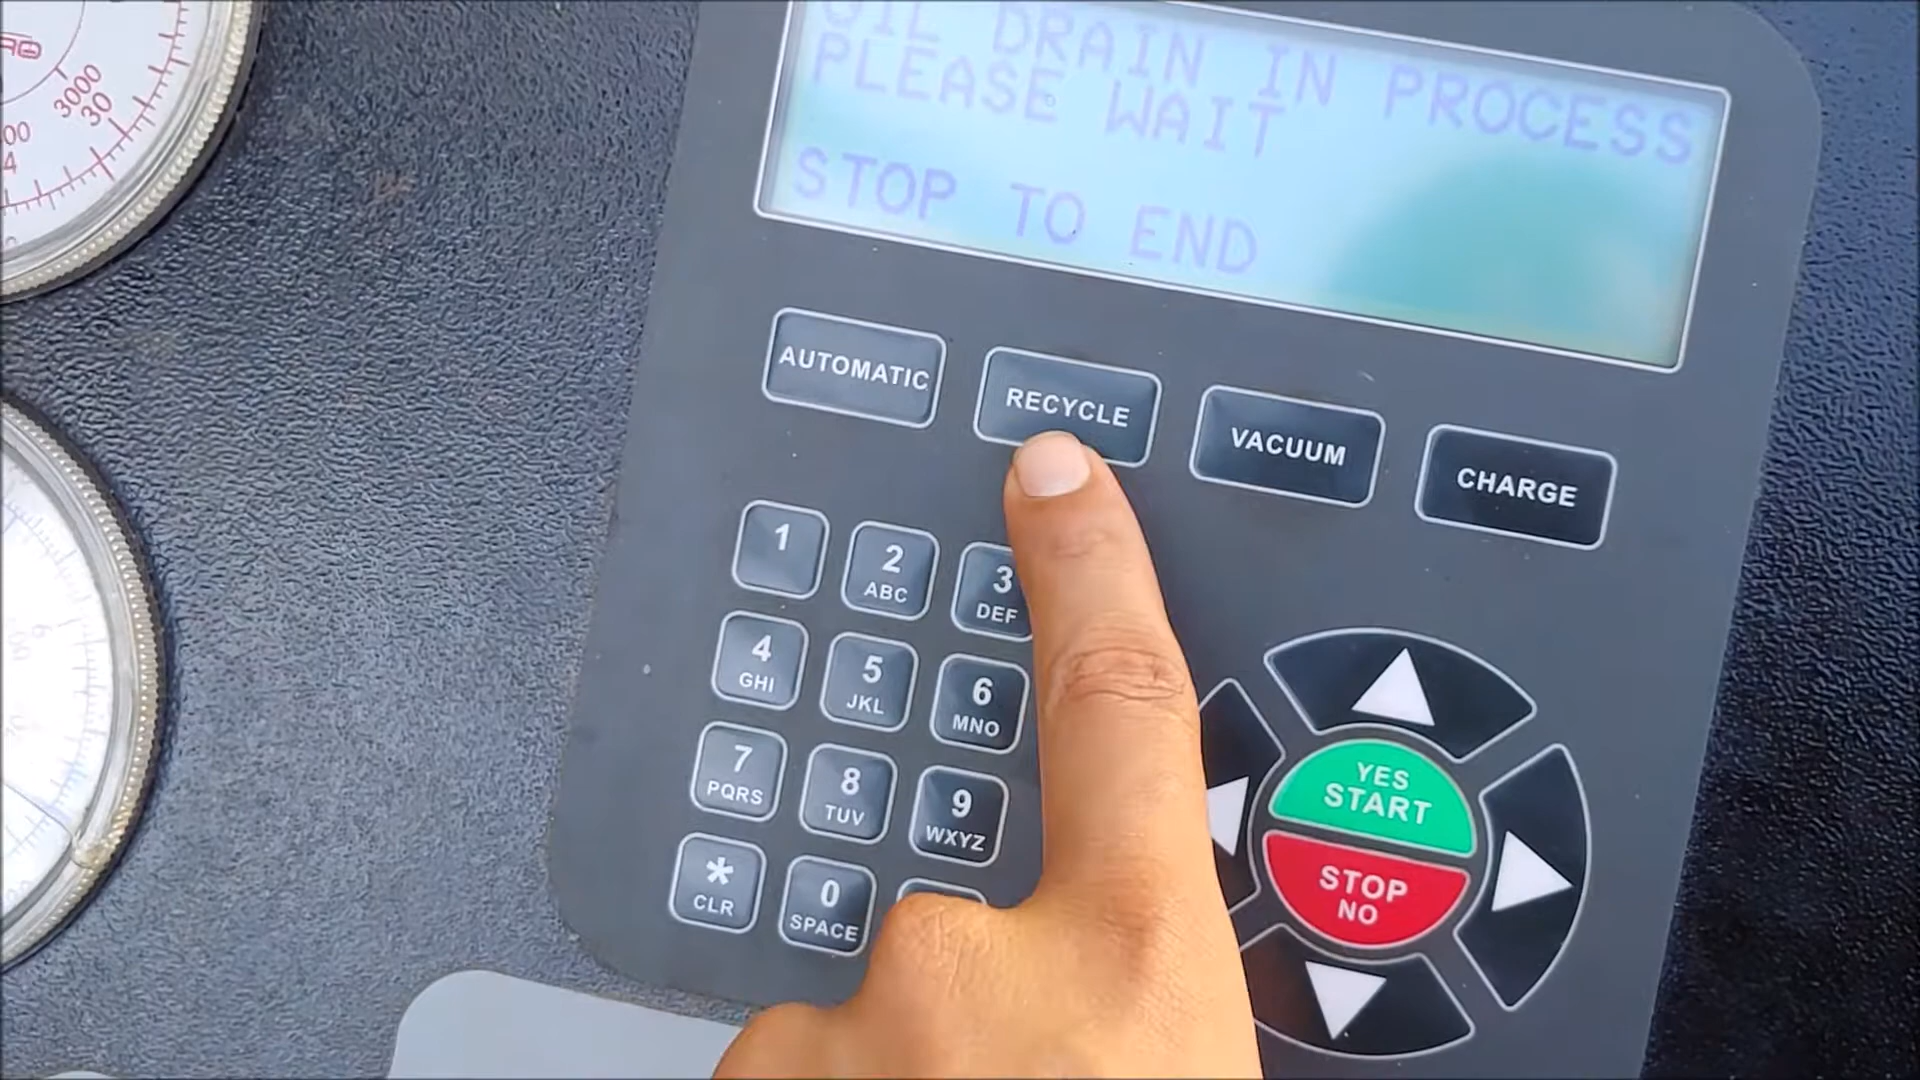 OIL DRAIN IN PROCESS
PLEASE WAIT
STOP TO END
AUTOMATIC
RECYCLE
VACUUM
CHARGE
1
2
ABC
3
DEF
4
GHI
5
JKL
6
MNO
7
PQRS
8
TUV
9
WXYZ
*
CLR
0
SPACE
YES
START
STOP
NO
3000
30